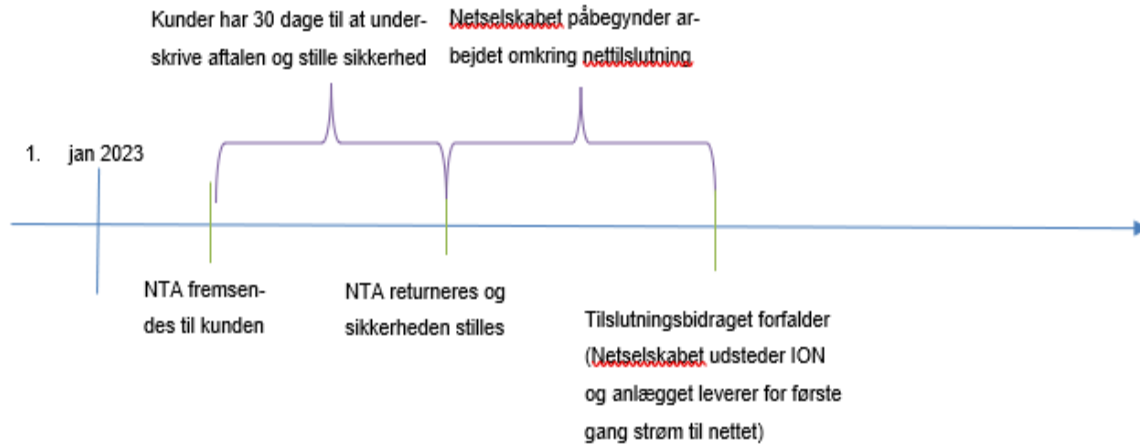 Kunder har 30 dage til at under-
skrive aftalen og stille sikkerhed
Netselskabet påbegynder ar-
bejdet omkring nettilslutning
1. jan 2023
NTA fremsen-
des til kunden
NTA returneres og
sikkerheden stilles
Tilslutningsbidraget forfalder
(Netselskabet udsteder ION
og anlægget leverer for første
gang strøm til nettet)